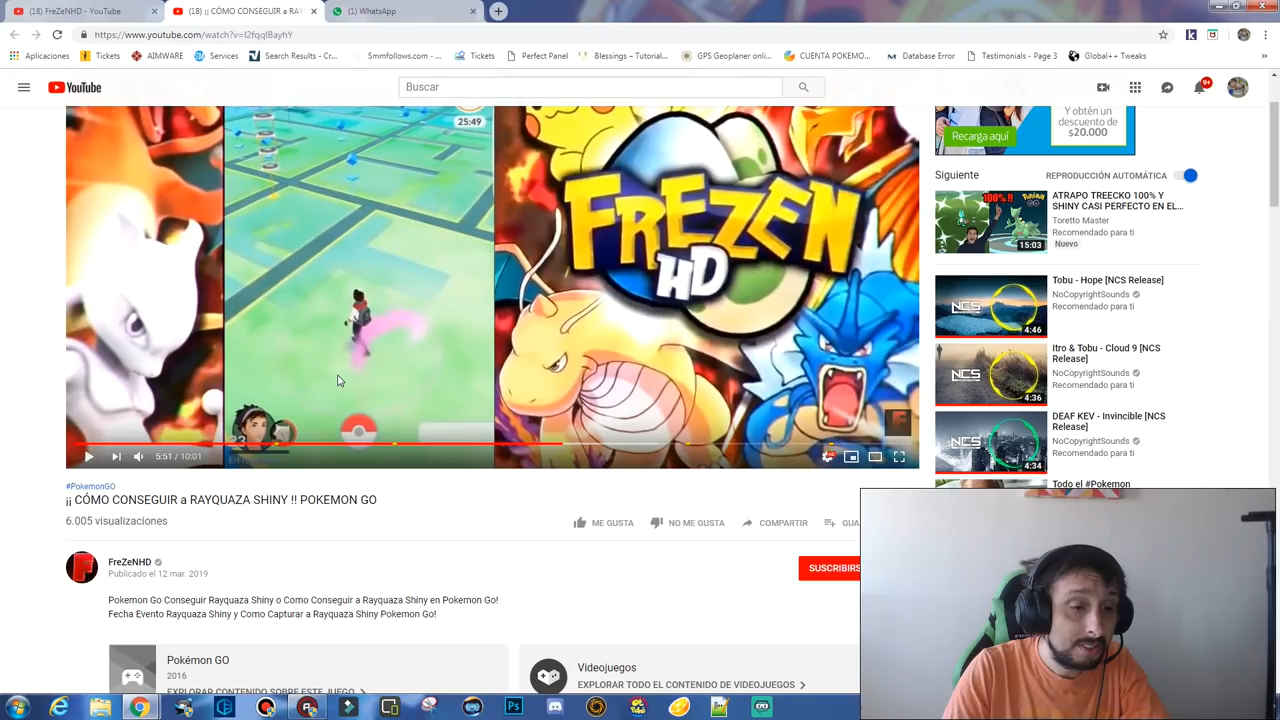 (18) FreZeNHD - YouTube
(18) ¡¡ CÓMO CONSEGUIR a RAY
(1) WhatsApp
https://www.youtube.com/watch?v=I2fqqI8ayhY
Aplicaciones
Tickets
AIMWARE
Services
Search Results - Cr...
Smmfollows.com -...
Tickets
Perfect Panel
Blessings – Tutorial...
GPS Geoplaner onli...
CUENTA POKEMO...
Database Error
Testimonials - Page 3
Global++ Tweaks
YouTube
Buscar
9+
25:49
FREZEN
HD
23
5:51 / 10:01
Y obtén un
descuento de
$20.000
Recarga aquí
Siguiente
REPRODUCCIÓN AUTOMÁTICA
100% !!
15:03
ATRAPO TREECKO 100% Y
SHINY CASI PERFECTO EN EL...
Toretto Master
Recomendado para ti
Nuevo
NCS
4:46
Tobu - Hope [NCS Release]
NoCopyrightSounds
Recomendado para ti
NCS
4:36
Itro & Tobu - Cloud 9 [NCS
Release]
NoCopyrightSounds
Recomendado para ti
NCS
4:34
DEAF KEV - Invincible [NCS
Release]
NoCopyrightSounds
Recomendado para ti
Todo el #Pokemon
#PokemonGO
¡¡ CÓMO CONSEGUIR a RAYQUAZA SHINY !! POKEMON GO
6.005 visualizaciones
ME GUSTA
NO ME GUSTA
COMPARTIR
GUA
FreZeNHD
Publicado el 12 mar. 2019
SUSCRIBIRS
Pokemon Go Conseguir Rayquaza Shiny o Como Conseguir a Rayquaza Shiny en Pokemon Go!
Fecha Evento Rayquaza Shiny y Como Capturar a Rayquaza Shiny Pokemon Go!
Pokémon GO
2016
EXPLORAR CONTENIDO SOBRE ESTE JUEGO
Videojuegos
EXPLORAR TODO EL CONTENIDO DE VIDEOJUEGOS